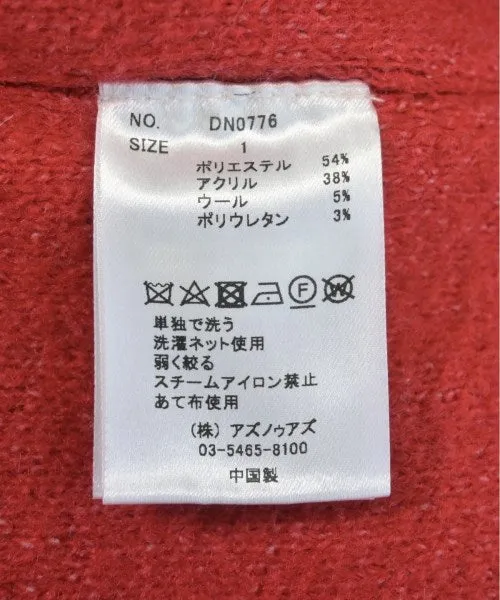 NO. DN0776
SIZE 1
ポリエステル 54%
アクリル 38%
ウール 5%
ポリウレタン 3%
F W
単独で洗う
洗濯ネット使用
弱く絞る
スチームアイロン禁止
あて布使用
(株) アズノゥアズ
03-5465-8100
中国製